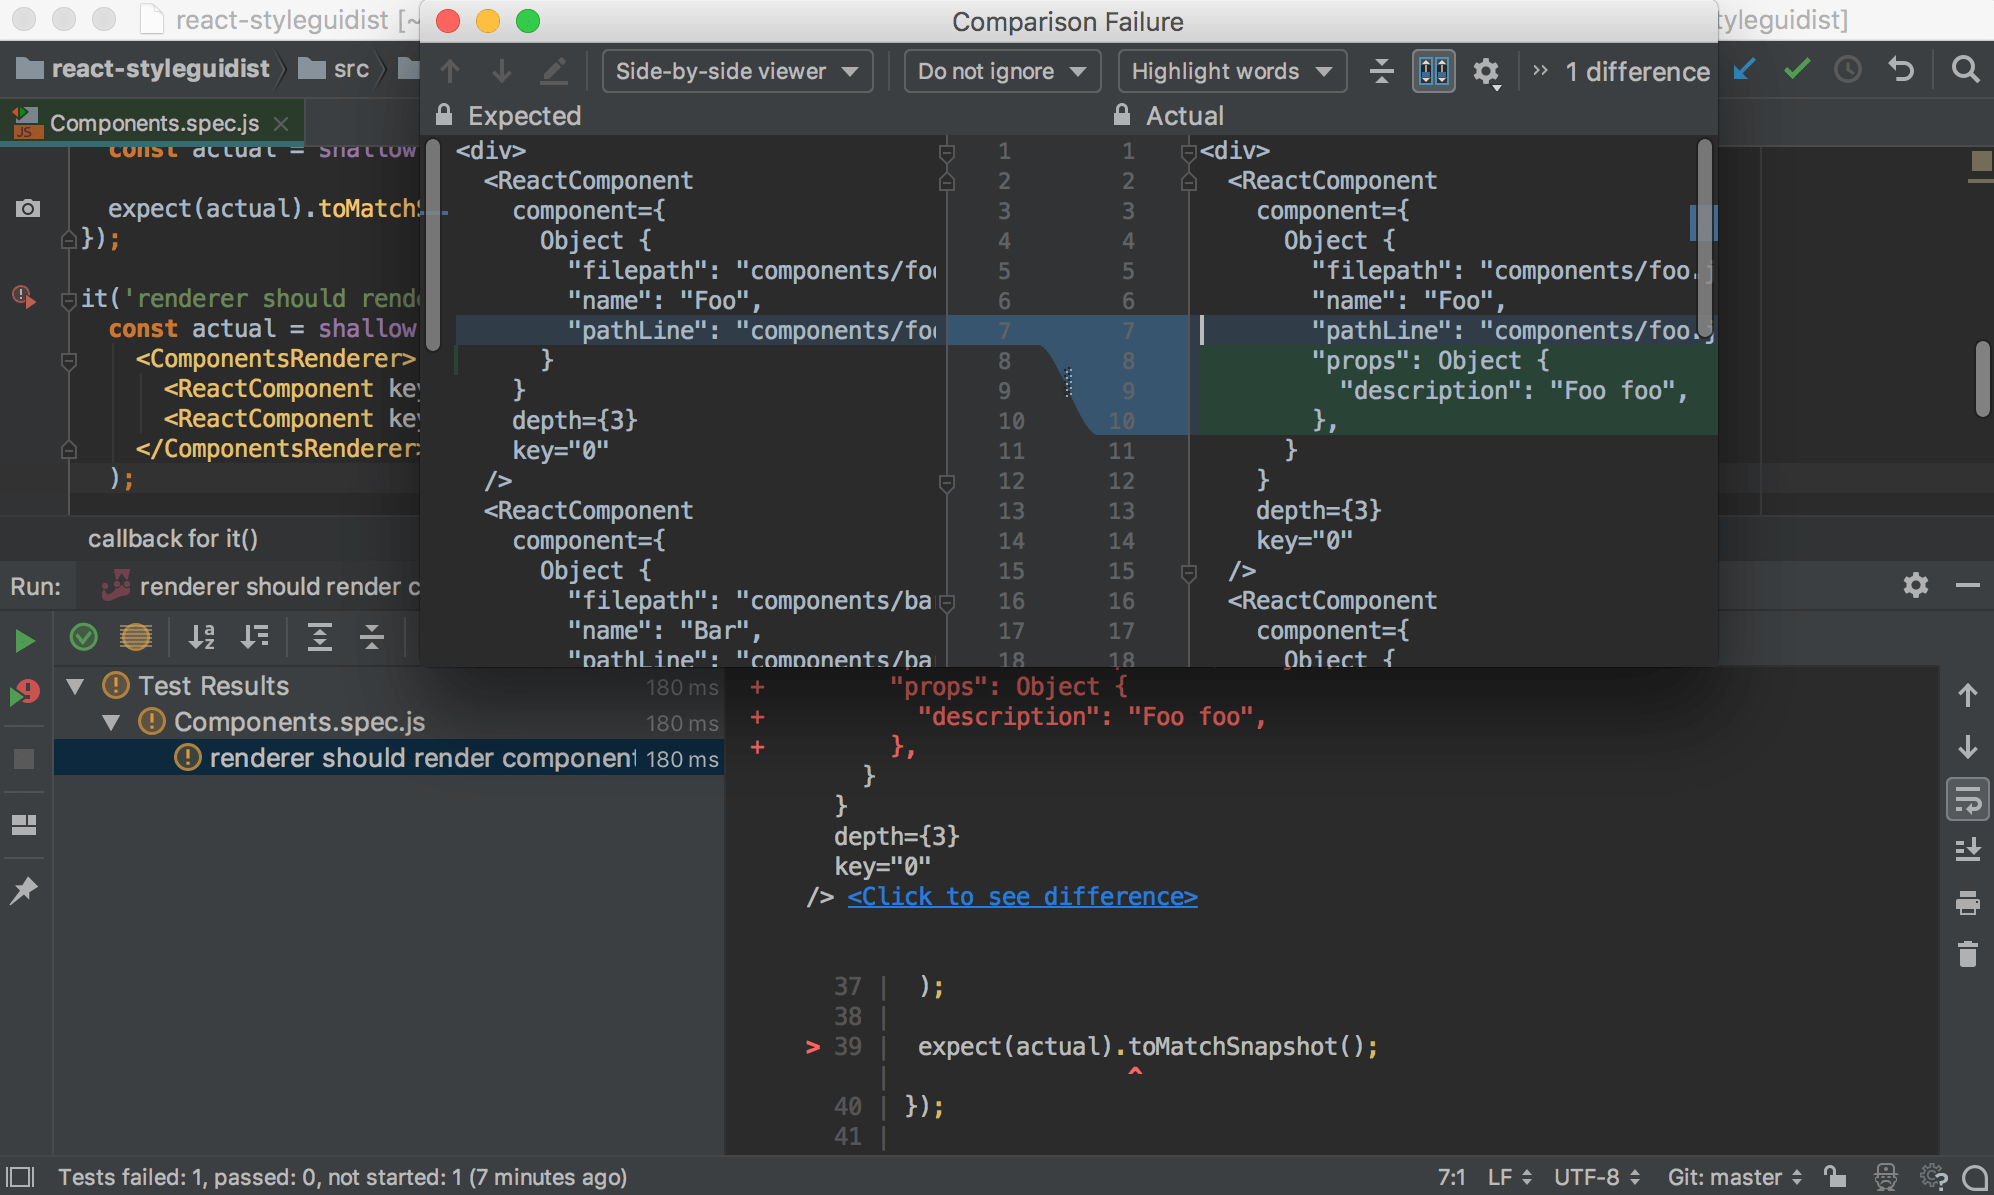 react-styleguidist [~
Comparison Failure
tyleguidist]
react-styleguidist
src
Side-by-side viewer
Do not ignore
Highlight words
1 difference
Components.spec.js
Expected
Actual
const actual = shallow
expect(actual).toMatch
});
it('renderer should rende
const actual = shallow
<ComponentsRenderer>
<ReactComponent key
<ReactComponent key
</ComponentsRenderer>
);
callback for it()
<div>
<ReactComponent
component={
Object {
"filepath": "components/foo
"name": "Foo",
"pathLine": "components/foo
}
}
depth={3}
key="0"
/>
<ReactComponent
component={
Object {
"filepath": "components/ba
"name": "Bar",
"pathLine": "components/ba
1 1
2 2
3 3
4 4
5 5
6 6
7 7
8 8
9 9
10 10
11 11
12 12
13 13
14 14
15 15
16 16
17 17
18 18
<div>
<ReactComponent
component={
Object {
"filepath": "components/foo.j
"name": "Foo",
"pathLine": "components/foo.j
"props": Object {
"description": "Foo foo",
},
}
}
depth={3}
key="0"
/>
<ReactComponent
component={
Object {
Run:
renderer should render c
Test Results 180 ms
Components.spec.js 180 ms
renderer should render component 180 ms
+ "props": Object {
+ "description": "Foo foo",
+ },
}
}
depth={3}
key="0"
/> <Click to see difference>
37 | );
38 |
> 39 | expect(actual).toMatchSnapshot();
| ^
40 | });
41 |
Tests failed: 1, passed: 0, not started: 1 (7 minutes ago)
7:1 LF UTF-8 Git: master